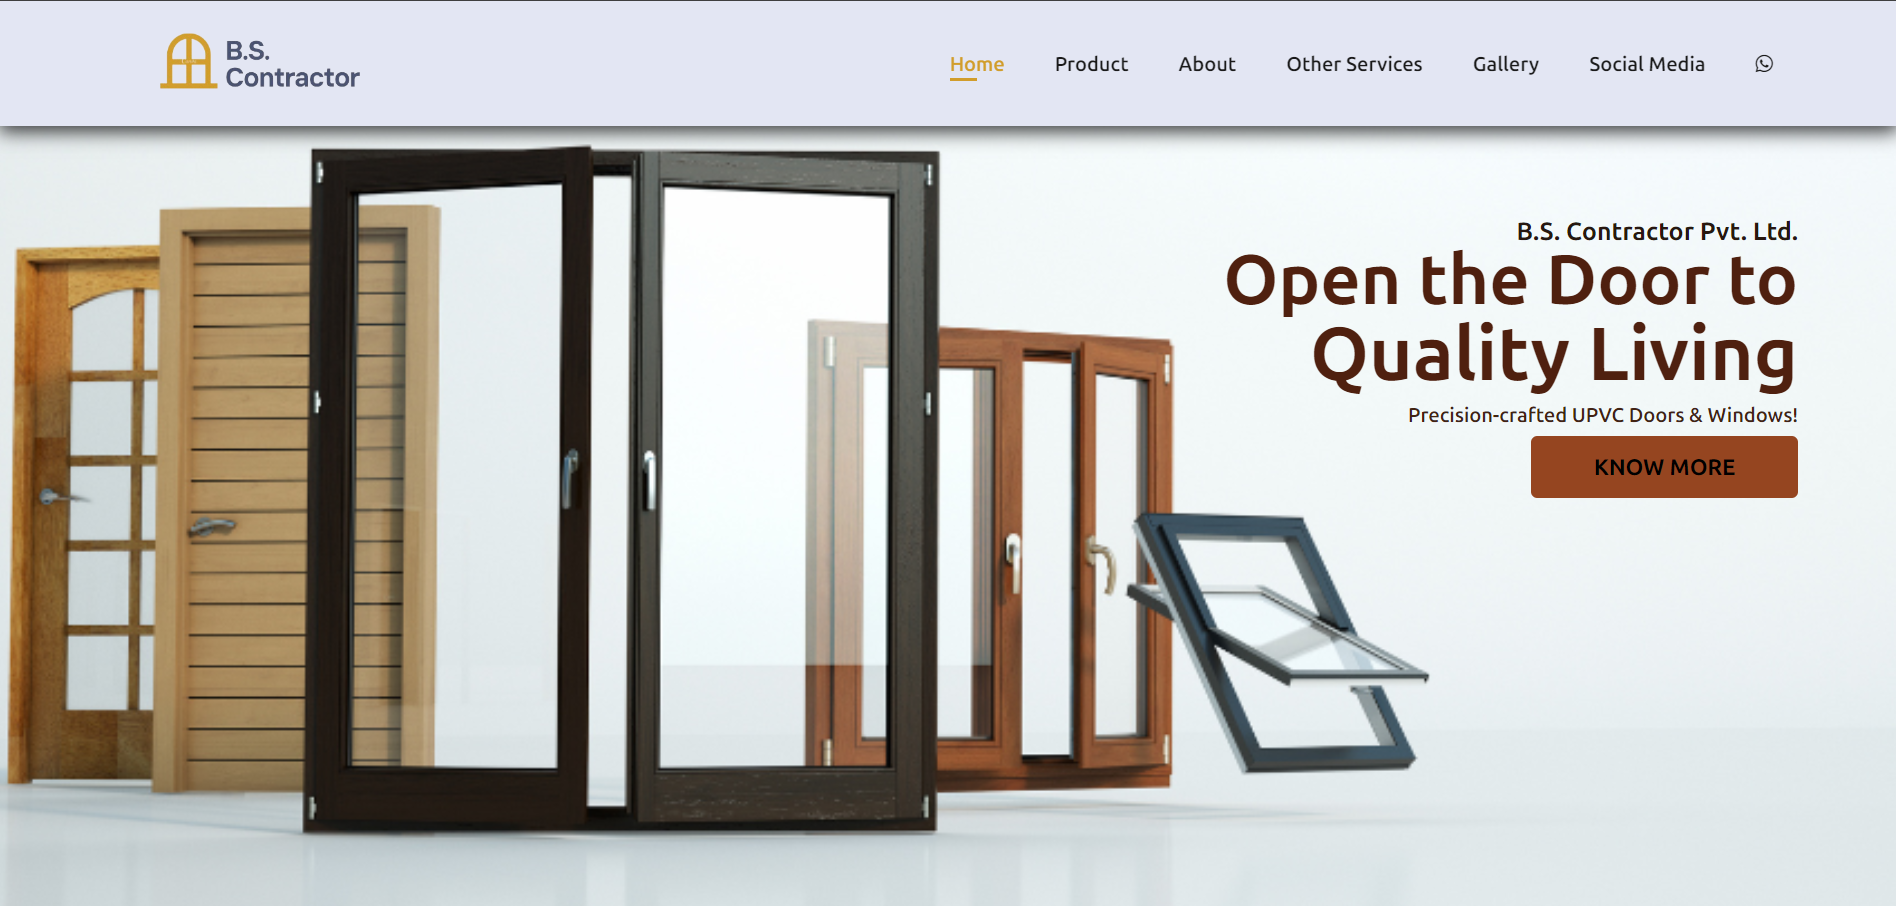 B.S.
Contractor
Home
Product
About
Other Services
Gallery
Social Media
B.S. Contractor Pvt. Ltd.
Open the Door to
Quality Living
Precision-crafted UPVC Doors & Windows!
KNOW MORE